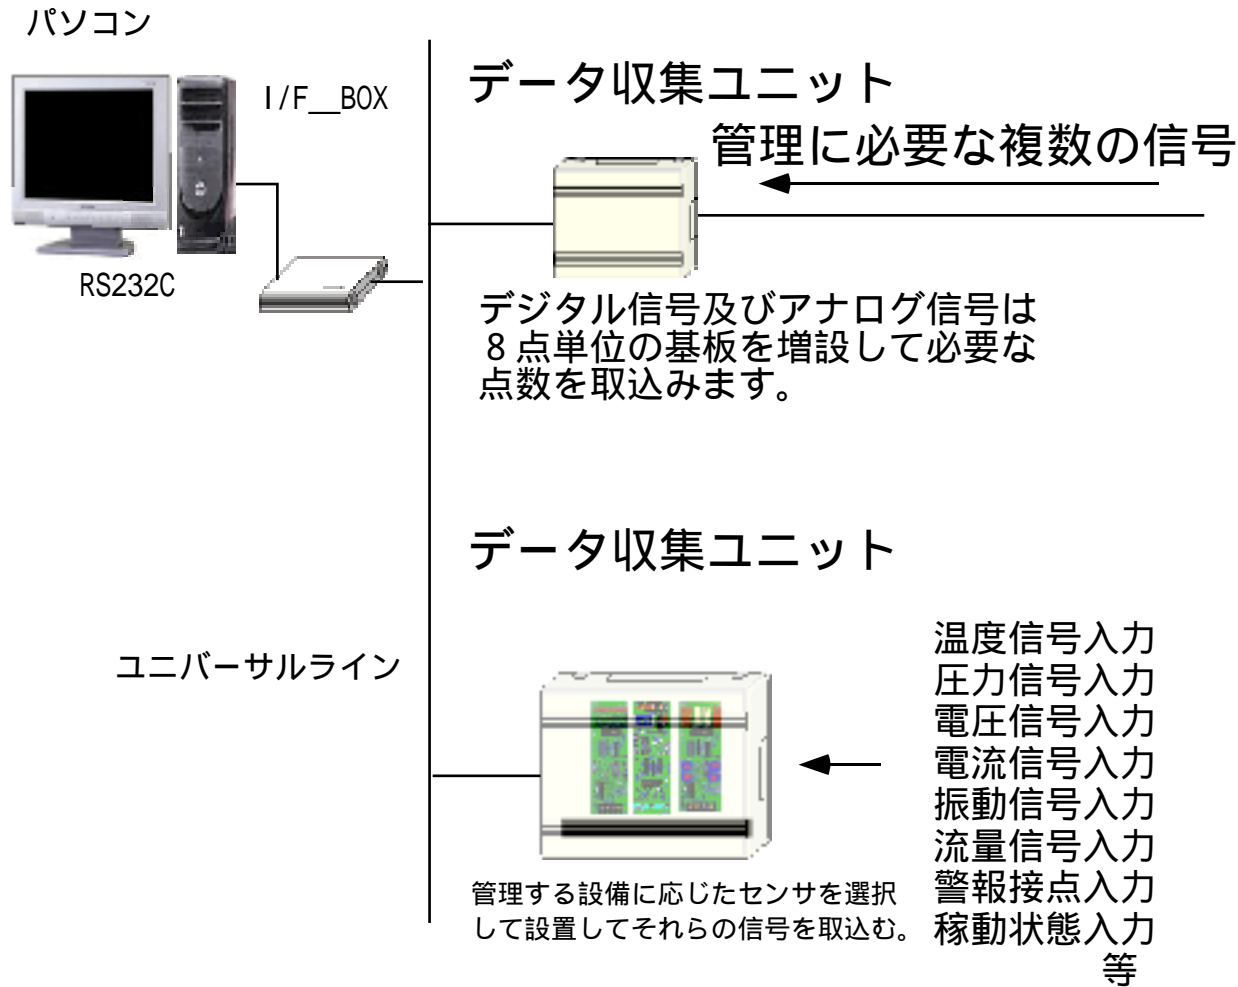 パソコン
I/F__BOX
RS232C
データ収集ユニット
管理に必要な複数の信号
デジタル信号及びアナログ信号は
８点単位の基板を増設して必要な
点数を取込みます。
データ収集ユニット
ユニバーサルライン
温度信号入力
圧力信号入力
電圧信号入力
電流信号入力
振動信号入力
流量信号入力
警報接点入力
稼動状態入力
等
管理する設備に応じたセンサを選択
して設置してそれらの信号を取込む。